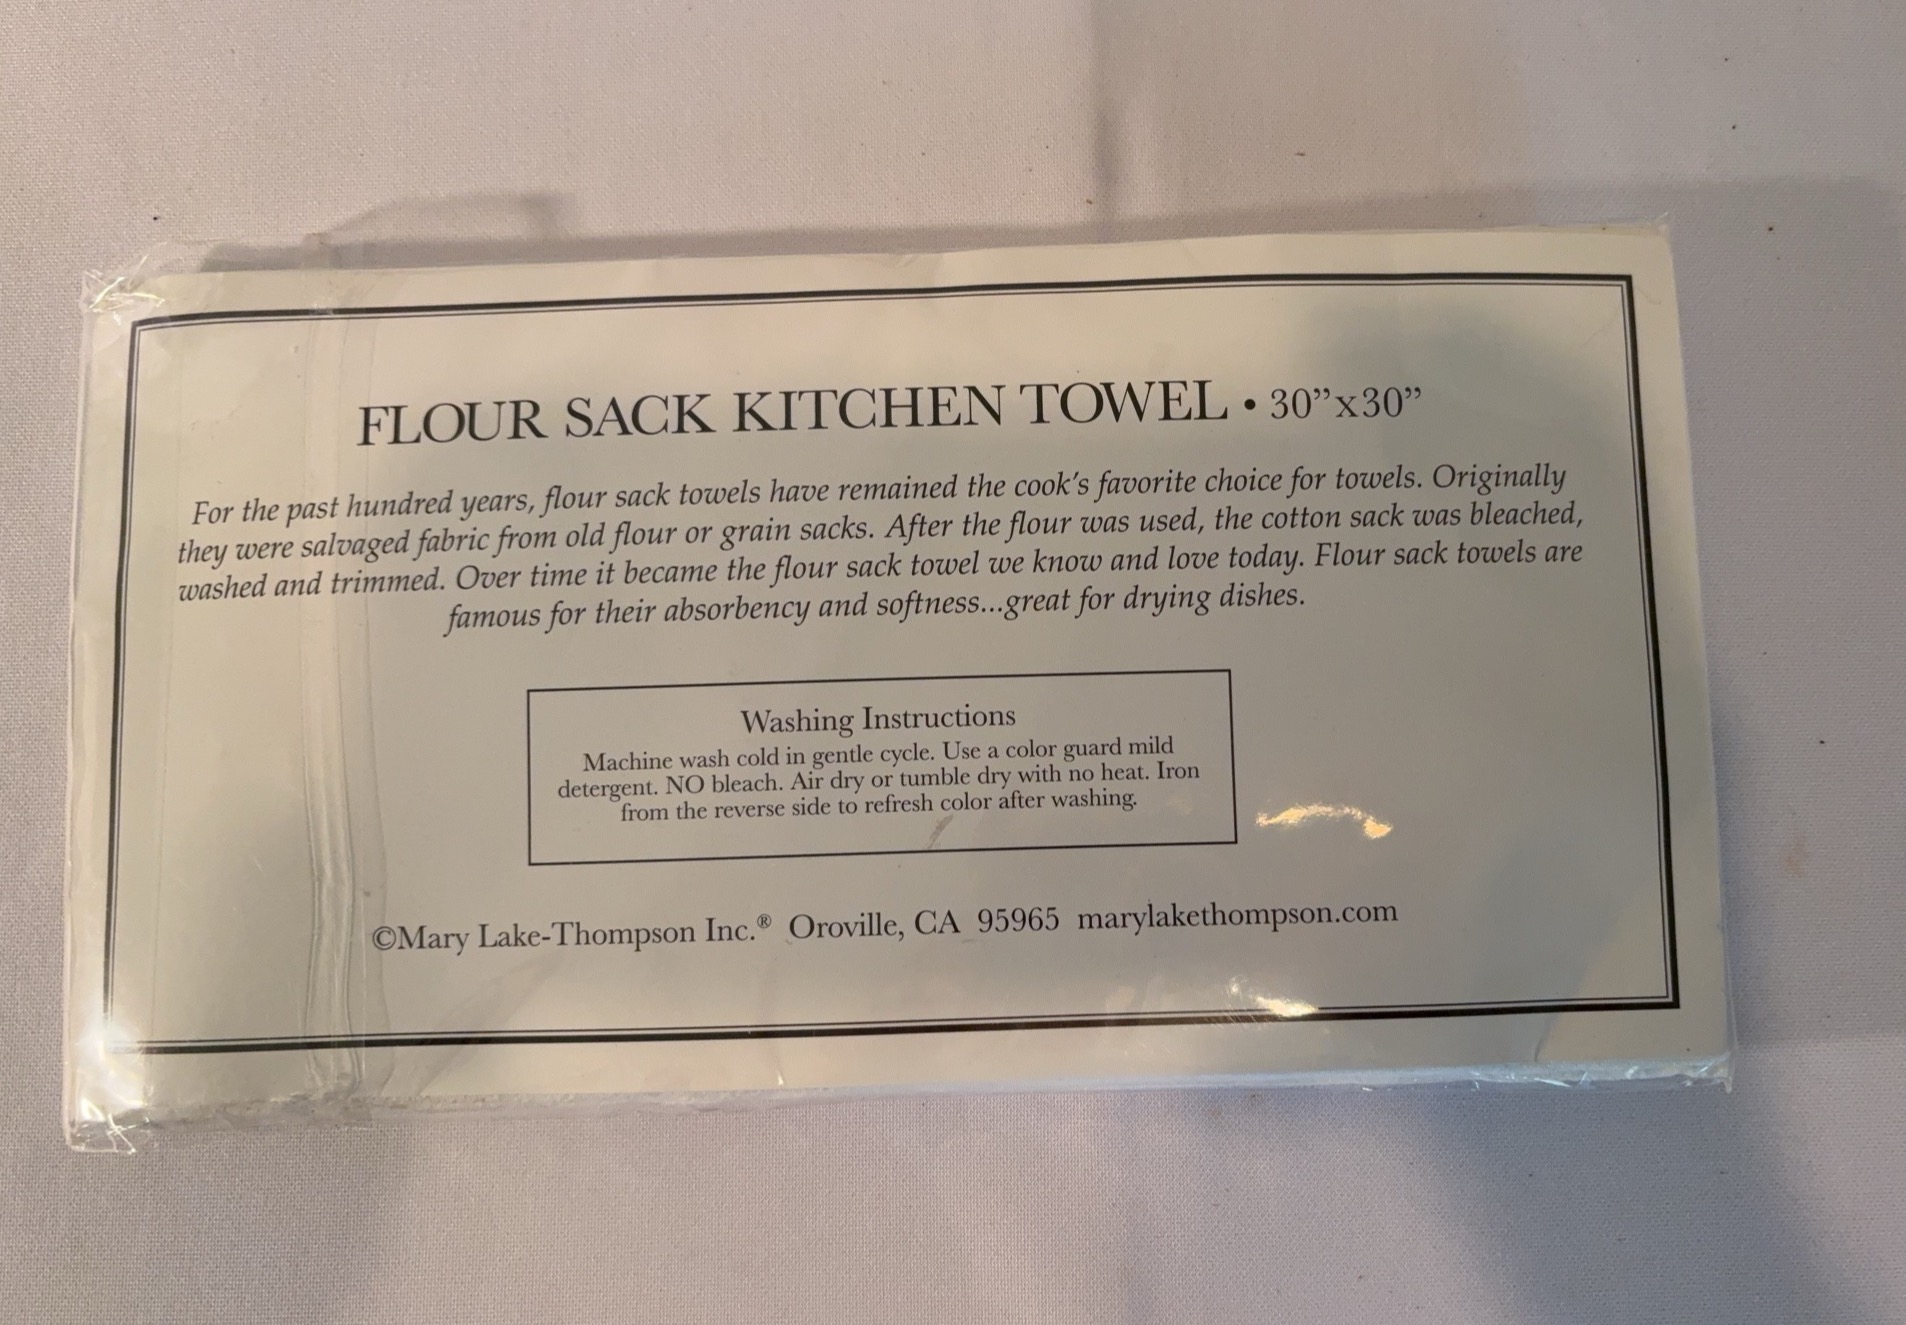 FLOUR SACK KITCHEN TOWEL • 30”x30”
For the past hundred years, flour sack towels have remained the cook’s favorite choice for towels. Originally
they were salvaged fabric from old flour or grain sacks. After the flour was used, the cotton sack was bleached,
washed and trimmed. Over time it became the flour sack towel we know and love today. Flour sack towels are
famous for their absorbency and softness...great for drying dishes.
Washing Instructions
Machine wash cold in gentle cycle. Use a color guard mild
detergent. NO bleach. Air dry or tumble dry with no heat. Iron
from the reverse side to refresh color after washing.
©Mary Lake-Thompson Inc.® Oroville, CA 95965 marylakethompson.com